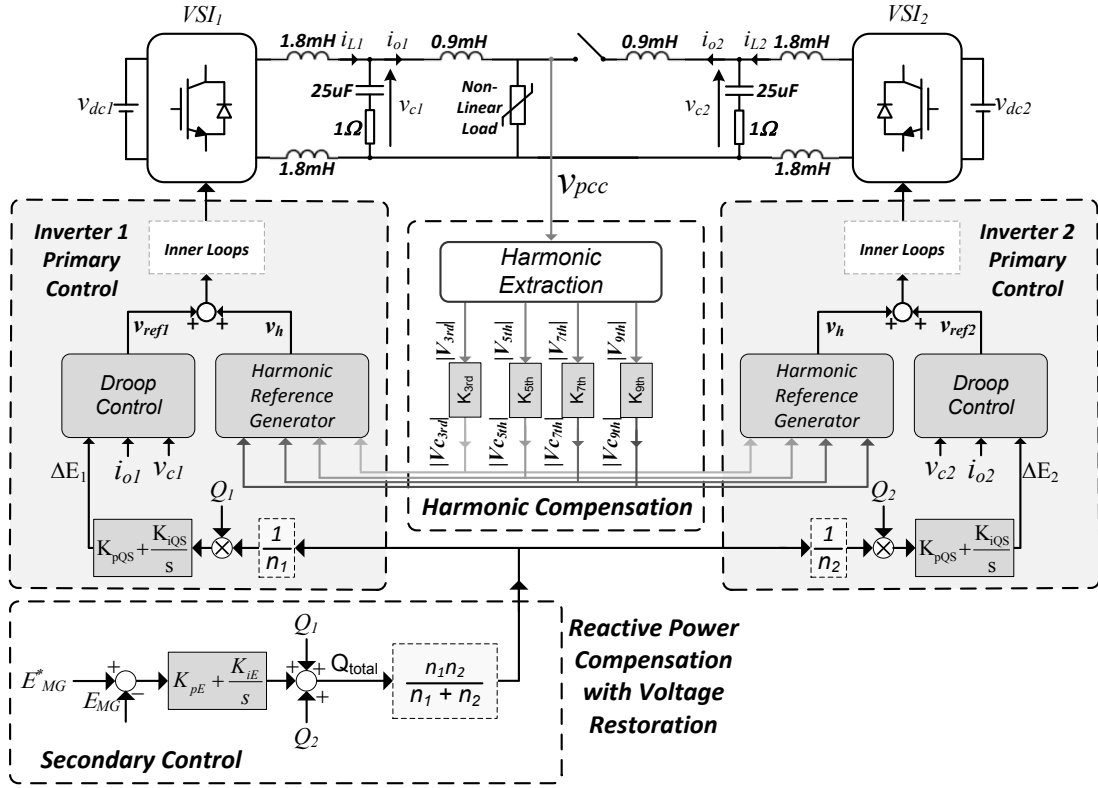 VSI1
VSI2
1.8mH
iL1
io1
0.9mH
0.9mH
io2
iL2
1.8mH
vdc1
25uF
vc1
Non-
Linear
Load
vc2
25uF
vdc2
1Ω
1Ω
1.8mH
1.8mH
vpcc
Inverter 1
Primary
Control
Inner Loops
Harmonic
Extraction
Inner Loops
Inverter 2
Primary
Control
+ +
+ +
vref1
vh
|V3rd|
|V5th|
|V7th|
|V9th|
vh
vref2
Droop
Control
Harmonic
Reference
Generator
K3rd
K5th
K7th
K9th
Harmonic
Reference
Generator
Droop
Control
|Vc3rd|
|Vc5th|
|Vc7th|
|Vc9th|
ΔE1
io1
vc1
vc2
io2
ΔE2
Harmonic Compensation
Q1
Q2
KpQS + KiQS/s
1/n1
1/n2
KpQS + KiQS/s
Q1
E*MG
+
−
EMG
KpE + KiE/s
+ +
+
Qtotal
n1n2/n1 + n2
Q2
Secondary Control
Reactive Power
Compensation
with Voltage
Restoration